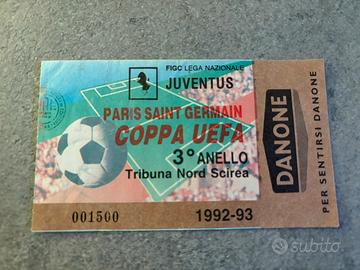 FIGC LEGA NAZIONALE
JUVENTUS
PARIS SAINT GERMAIN
COPPA UEFA
3° ANELLO
Tribuna Nord Scirea
001500
1992-93
DANONE
PER SENTIRSI DANONE
subito